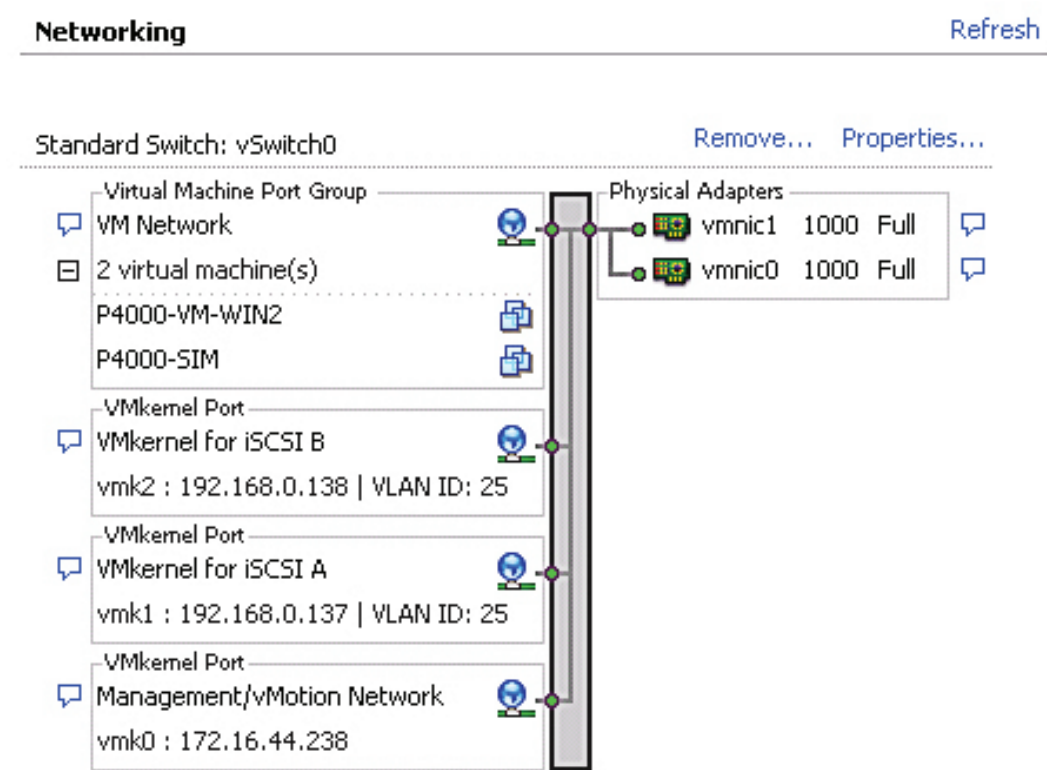 Networking Refresh
Standard Switch: vSwitch0 Remove... Properties...
Virtual Machine Port Group Physical Adapters
VM Network vmnic1 1000 Full
2 virtual machine(s) vmnic0 1000 Full
P4000-VM-WIN2
P4000-SIM
VMkernel Port
VMkernel for iSCSI B
vmk2 : 192.168.0.138 | VLAN ID: 25
VMkernel Port
VMkernel for iSCSI A
vmk1 : 192.168.0.137 | VLAN ID: 25
VMkernel Port
Management/vMotion Network
vmk0 : 172.16.44.238